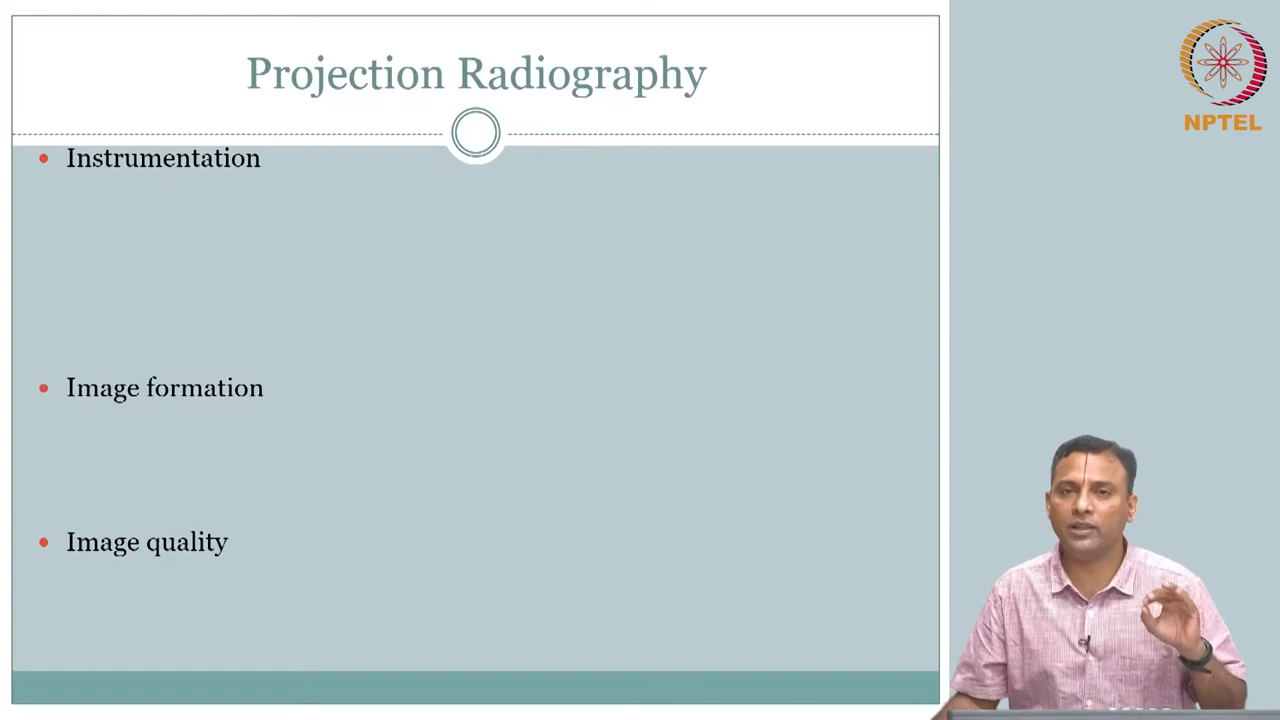 Projection Radiography
NPTEL
Instrumentation
Image formation
Image quality